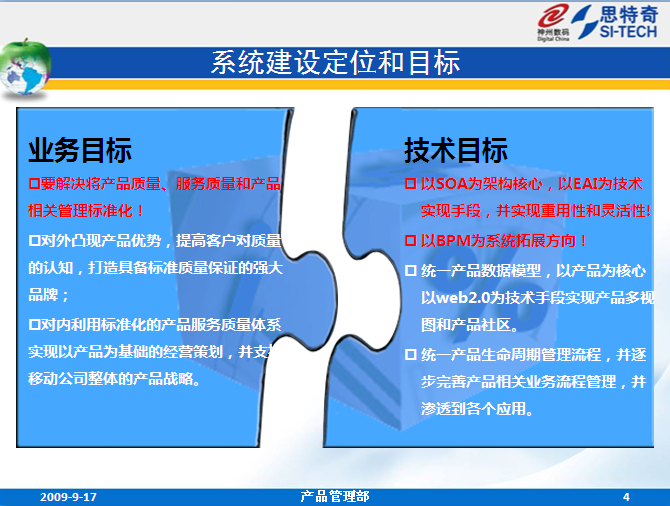 神州数码
Digital China
思特奇
SI-TECH
系统建设定位和目标
业务目标
要解决将产品质量、服务质量和产品
相关管理标准化！
对外凸现产品优势，提高客户对质量
的认知，打造具备标准质量保证的强大
品牌；
对内利用标准化的产品服务质量体系
实现以产品为基础的经营策划，并支
移动公司整体的产品战略。
技术目标
以SOA为架构核心，以EAI为技术
实现手段，并实现重用性和灵活性!
以BPM为系统拓展方向！
统一产品数据模型，以产品为核心
以web2.0为技术手段实现产品多视
图和产品社区。
统一产品生命周期管理流程，并逐
步完善产品相关业务流程管理，并
渗透到各个应用。
2009-9-17
产品管理部
4